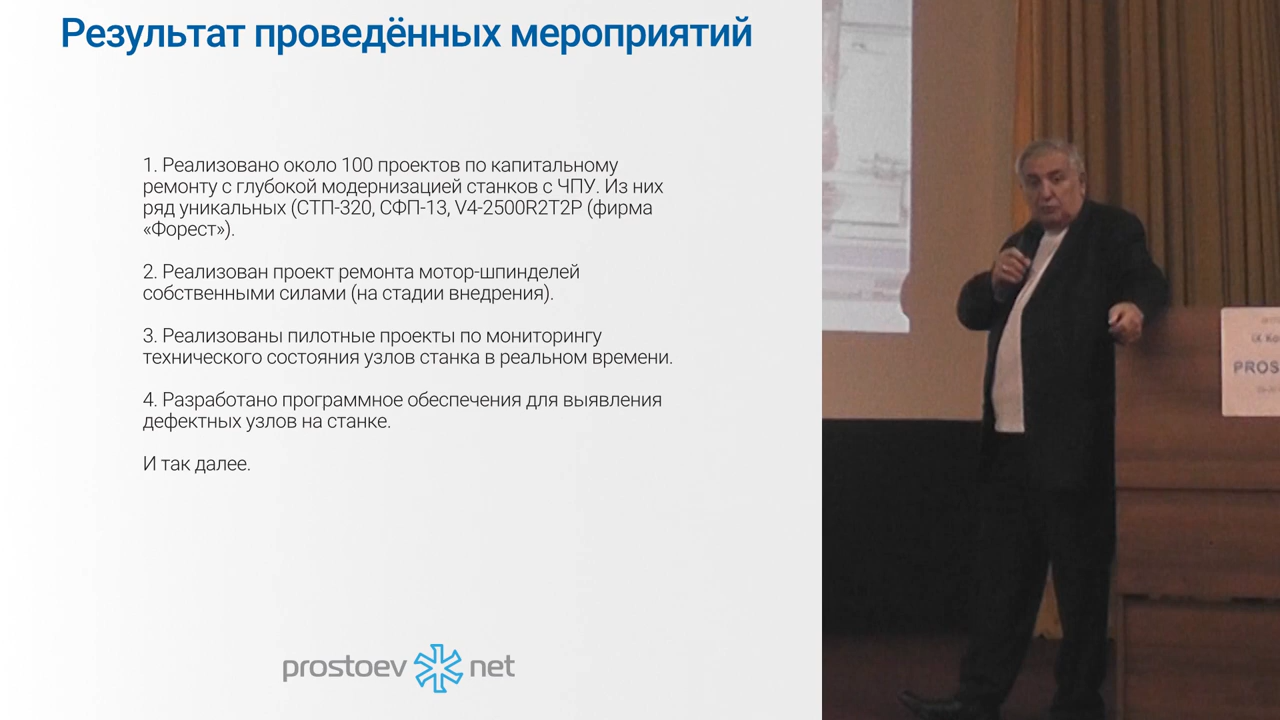 Результат проведённых мероприятий
1. Реализовано около 100 проектов по капитальному
ремонту с глубокой модернизацией станков с ЧПУ. Из них
ряд уникальных (СТП-320, СФП-13, V4-2500R2T2P (фирма
«Форест»).
2. Реализован проект ремонта мотор-шпинделей
собственными силами (на стадии внедрения).
3. Реализованы пилотные проекты по мониторингу
технического состояния узлов станка в реальном времени.
4. Разработано программное обеспечения для выявления
дефектных узлов на станке.
И так далее.
prostoev net
IX Ко
PROS